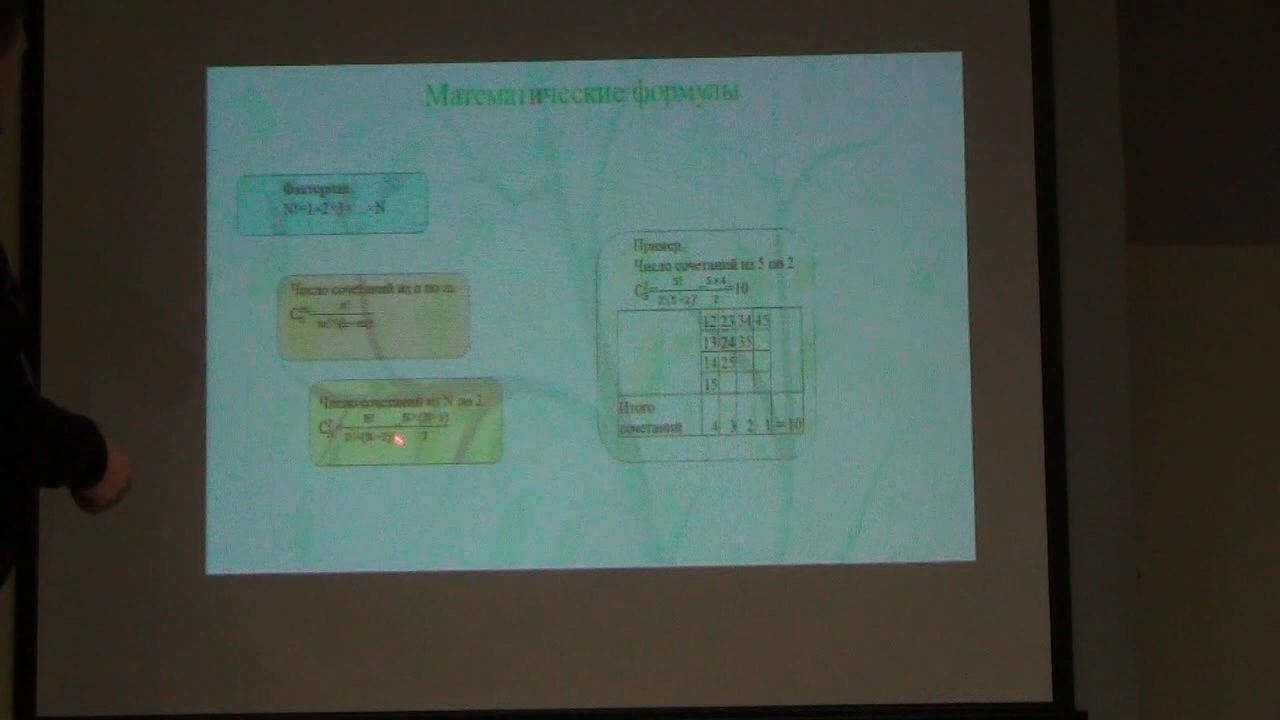 Математические формулы
Факториал.
N!=1×2×3× ...×N
Число сочетаний из n по m.
Число сочетаний из N по 2.
Пример.
Число сочетаний из 5 по 2
=10
12 23 34 45
13 24 35
14 25
15
Итого
сочетаний 4 3 2 1 =10